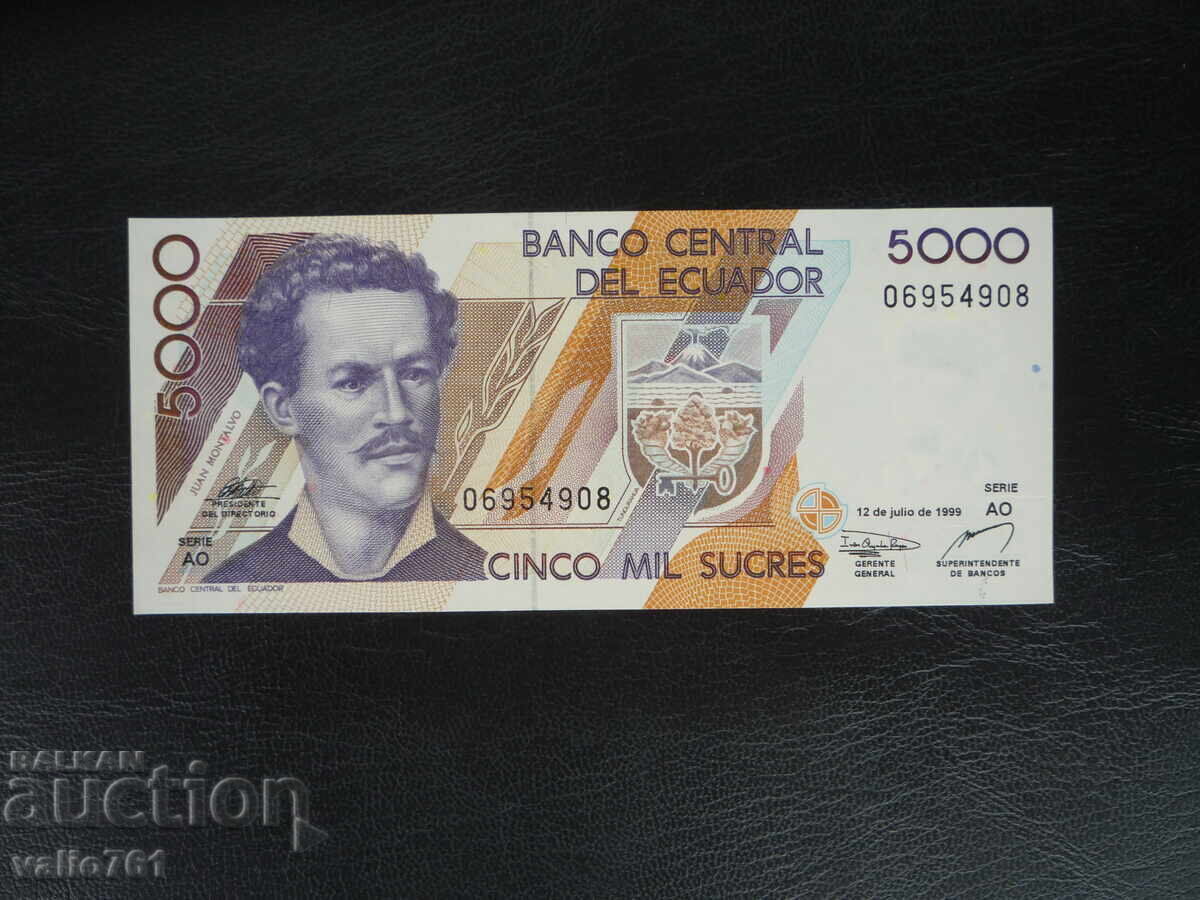 5000
BANCO CENTRAL
DEL ECUADOR
5000
06954908
JUAN MONTALVO
06954908
PRESIDENTE
DEL DIRECTORIO
SERIE
AO
TUNGURAHUA
12 de julio de 1999
SERIE
AO
CINCO MIL SUCRES
GERENTE
GENERAL
SUPERINTENDENTE
DE BANCOS
BANCO CENTRAL DEL ECUADOR
BALKAN
auction
valio761